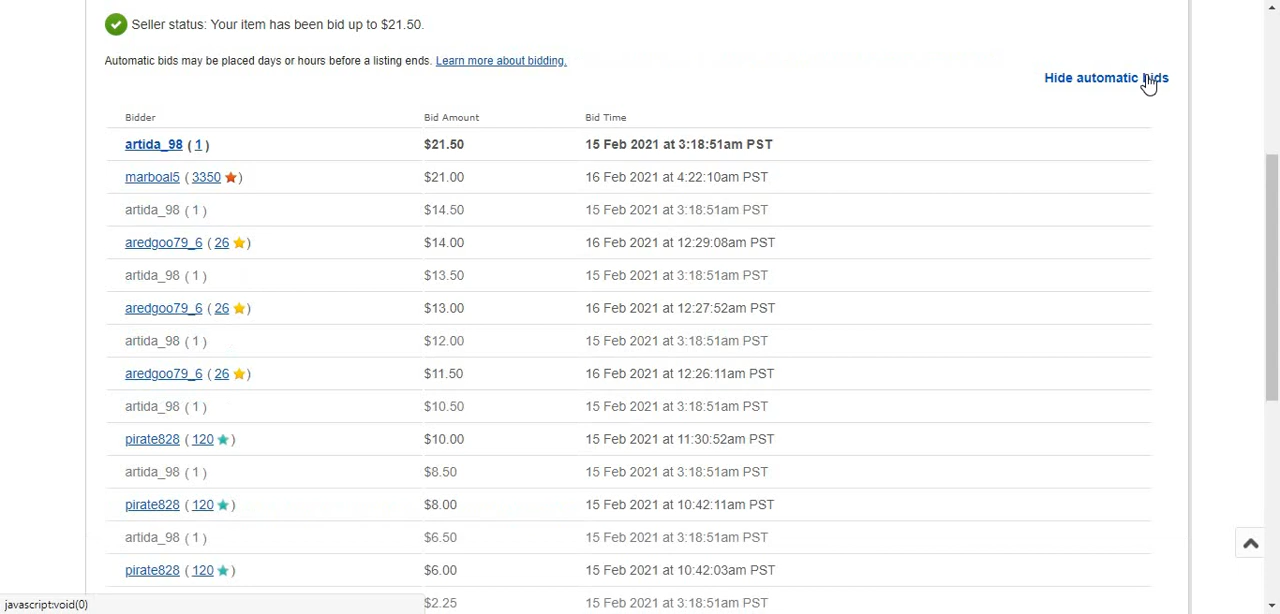 Seller status: Your item has been bid up to $21.50.
Automatic bids may be placed days or hours before a listing ends. Learn more about bidding.
Hide automatic bids
Bidder Bid Amount Bid Time
artida_98 ( 1 ) $21.50 15 Feb 2021 at 3:18:51am PST
marboal5 ( 3350 ) $21.00 16 Feb 2021 at 4:22:10am PST
artida_98 ( 1 ) $14.50 15 Feb 2021 at 3:18:51am PST
aredgoo79_6 ( 26 ) $14.00 16 Feb 2021 at 12:29:08am PST
artida_98 ( 1 ) $13.50 15 Feb 2021 at 3:18:51am PST
aredgoo79_6 ( 26 ) $13.00 16 Feb 2021 at 12:27:52am PST
artida_98 ( 1 ) $12.00 15 Feb 2021 at 3:18:51am PST
aredgoo79_6 ( 26 ) $11.50 16 Feb 2021 at 12:26:11am PST
artida_98 ( 1 ) $10.50 15 Feb 2021 at 3:18:51am PST
pirate828 ( 120 ) $10.00 15 Feb 2021 at 11:30:52am PST
artida_98 ( 1 ) $8.50 15 Feb 2021 at 3:18:51am PST
pirate828 ( 120 ) $8.00 15 Feb 2021 at 10:42:11am PST
artida_98 ( 1 ) $6.50 15 Feb 2021 at 3:18:51am PST
pirate828 ( 120 ) $6.00 15 Feb 2021 at 10:42:03am PST
$2.25 15 Feb 2021 at 3:18:51am PST
javascript:void(0)